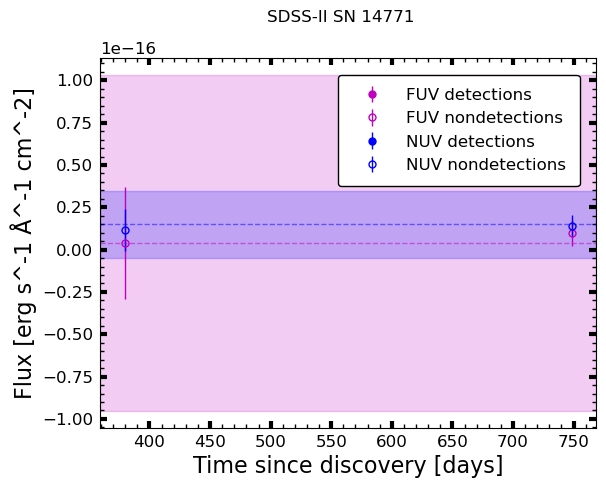 SDSS-II SN 14771
1e−16
FUV detections
FUV nondetections
NUV detections
NUV nondetections
1.00
0.75
0.50
0.25
0.00
−0.25
−0.50
−0.75
−1.00
Flux [erg s^-1 Å^-1 cm^-2]
400 450 500 550 600 650 700 750
Time since discovery [days]